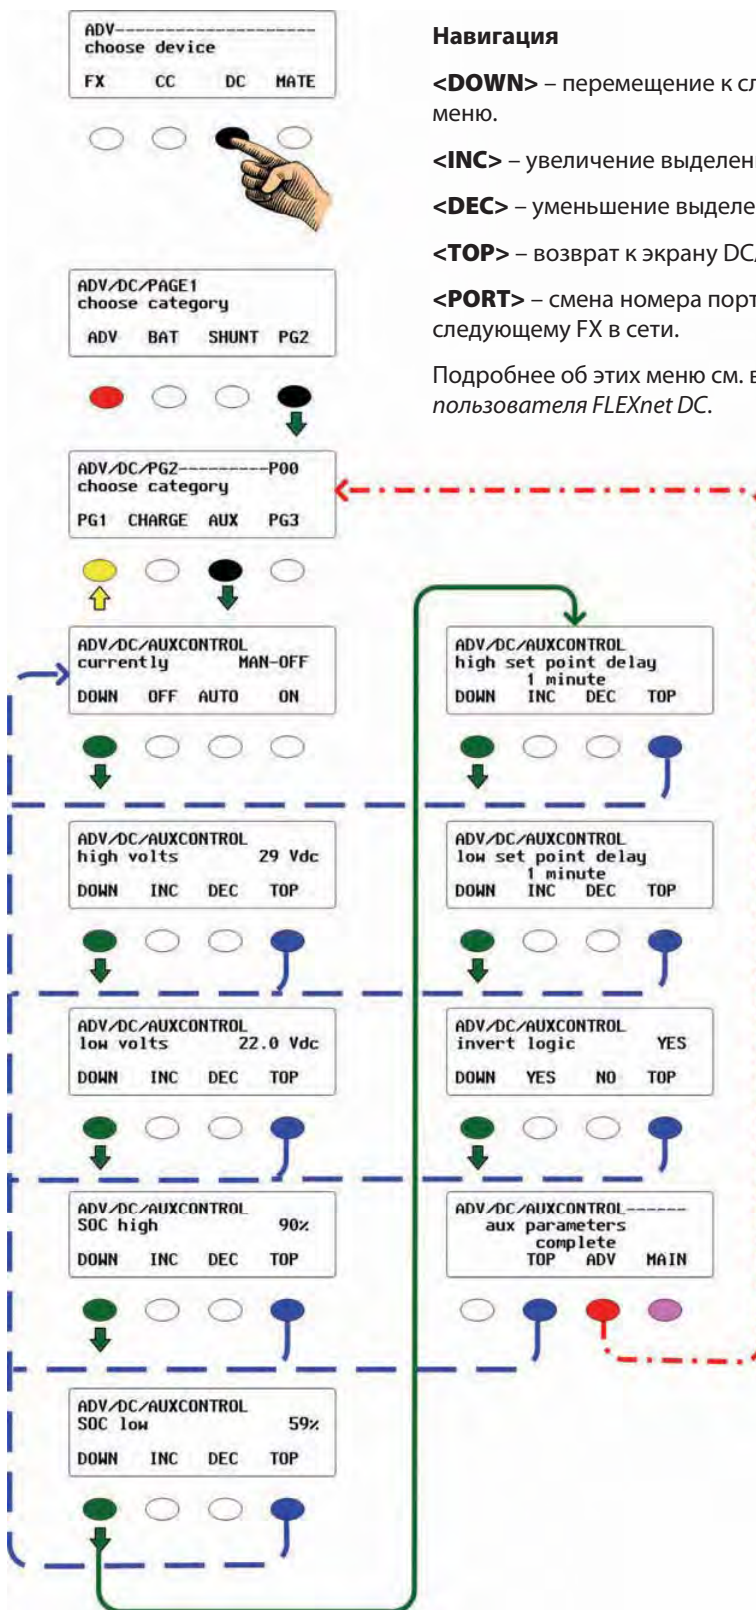 ADV----------------------
choose device
FX CC DC MATE
Навигация
<DOWN> – перемещение к сл
меню.
<INC> – увеличение выделен
<DEC> – уменьшение выделе
<TOP> – возврат к экрану DC
<PORT> – смена номера порт
следующему FX в сети.
Подробнее об этих меню см. в
пользователя FLEXnet DC.
ADV/DC/PAGE1
choose category
ADV BAT SHUNT PG2
ADV/DC/PG2----------P00
choose category
PG1 CHARGE AUX PG3
ADV/DC/AUXCONTROL
currently MAN-OFF
DOWN OFF AUTO ON
ADV/DC/AUXCONTROL
high volts 29 Vdc
DOWN INC DEC TOP
ADV/DC/AUXCONTROL
low volts 22.0 Vdc
DOWN INC DEC TOP
ADV/DC/AUXCONTROL
SOC high 90%
DOWN INC DEC TOP
ADV/DC/AUXCONTROL
SOC low 59%
DOWN INC DEC TOP
ADV/DC/AUXCONTROL
high set point delay
1 minute
DOWN INC DEC TOP
ADV/DC/AUXCONTROL
low set point delay
1 minute
DOWN INC DEC TOP
ADV/DC/AUXCONTROL
invert logic YES
DOWN YES NO TOP
ADV/DC/AUXCONTROL------
aux parameters
complete
TOP ADV MAIN